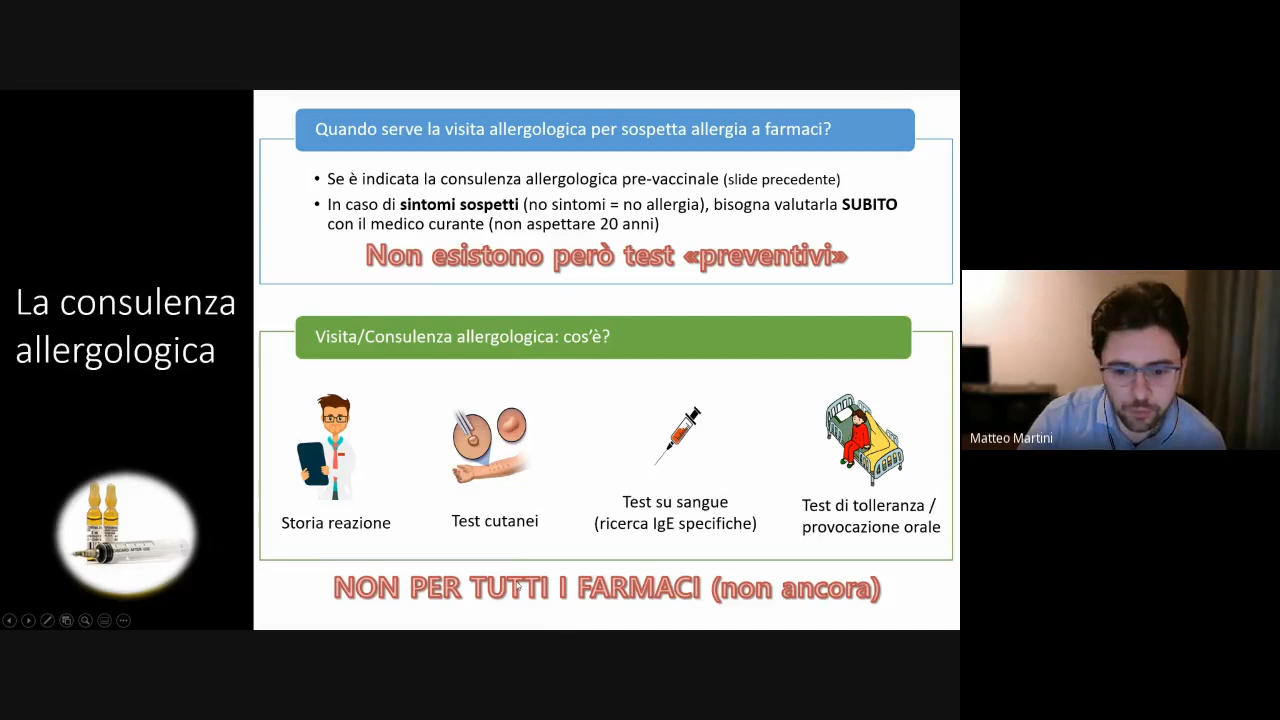 Quando serve la visita allergologica per sospetta allergia a farmaci?
• Se è indicata la consulenza allergologica pre-vaccinale (slide precedente)
• In caso di sintomi sospetti (no sintomi = no allergia), bisogna valutarla SUBITO
con il medico curante (non aspettare 20 anni)
Non esistono però test «preventivi»
La consulenza
allergologica
Visita/Consulenza allergologica: cos'è?
Storia reazione
Test cutanei
Test su sangue
(ricerca IgE specifiche)
Test di tolleranza /
provocazione orale
NON PER TUTTI I FARMACI (non ancora)
Matteo Martini